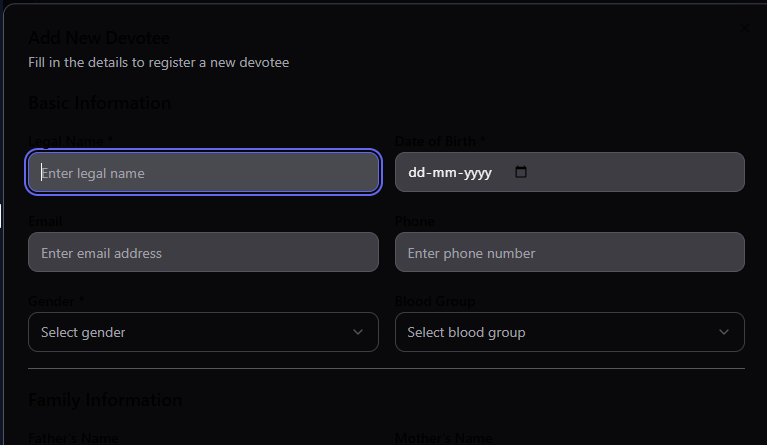 Add New Devotee
Fill in the details to register a new devotee
Basic Information
Legal Name *
Date of Birth *
Enter legal name
dd-mm-yyyy
Email
Phone
Enter email address
Enter phone number
Gender *
Blood Group
Select gender
Select blood group
Family Information
Father's Name
Mother's Name